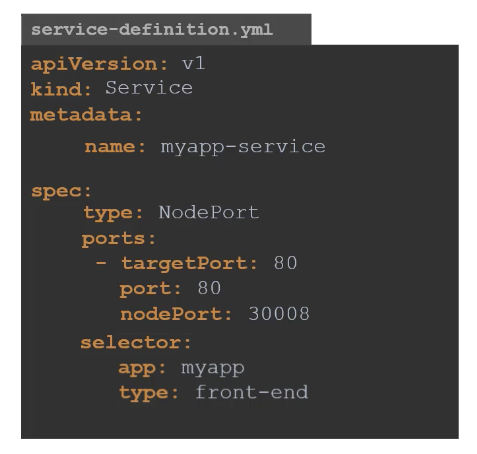 service-definition.yml
apiVersion: v1
kind: Service
metadata:
name: myapp-service
spec:
type: NodePort
ports:
- targetPort: 80
port: 80
nodePort: 30008
selector:
app: myapp
type: front-end